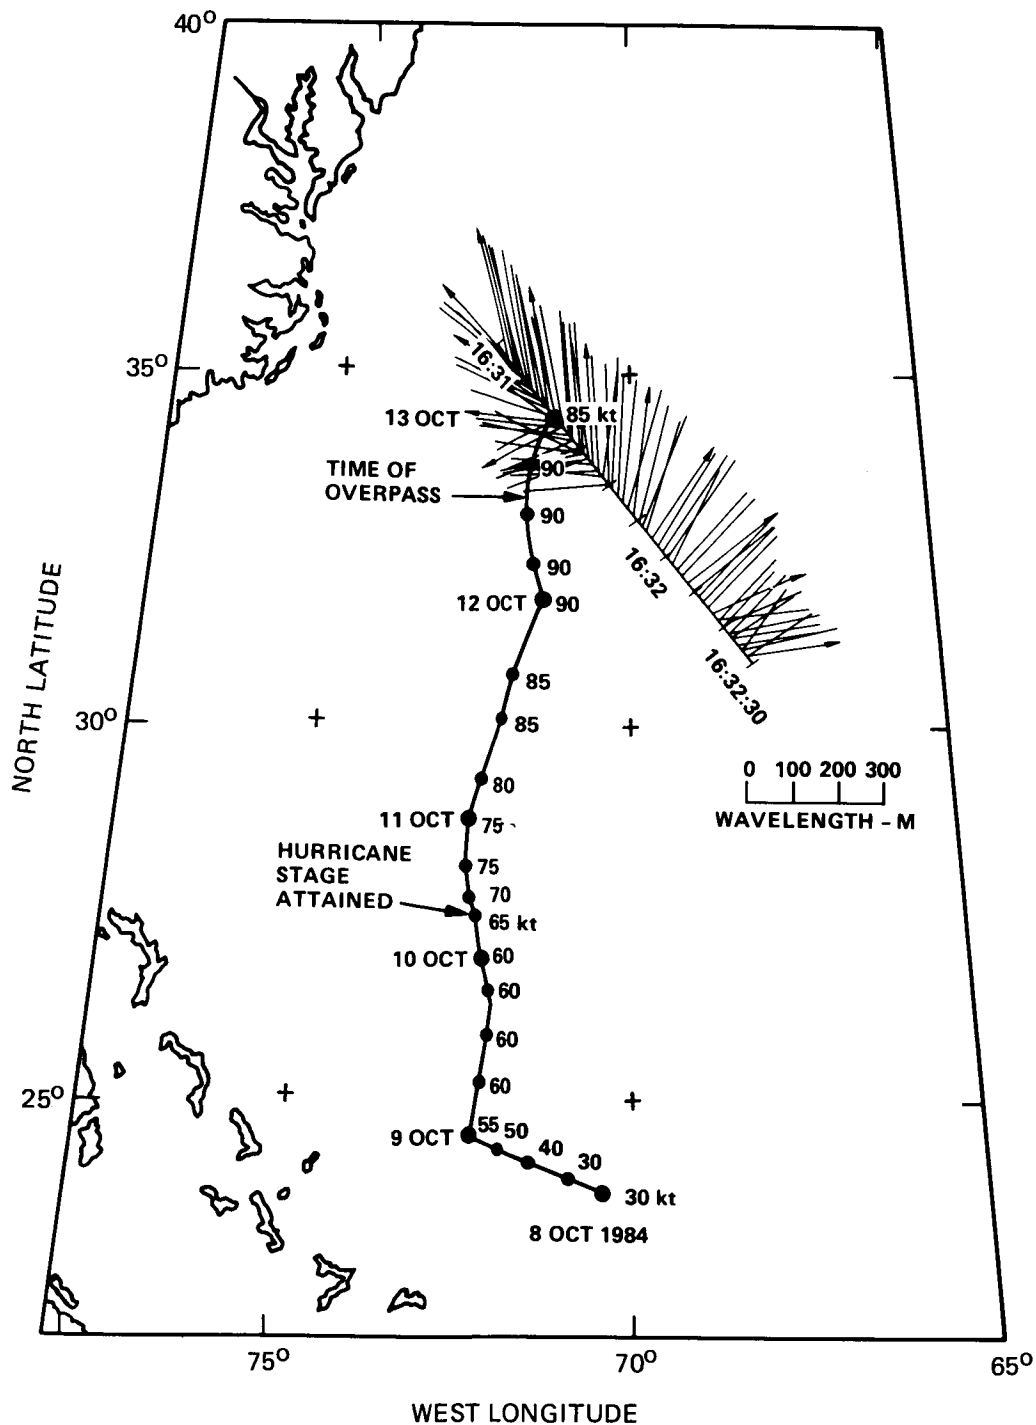 40°
16:31
35°
85 kt
13 OCT
90
TIME OF
OVERPASS
90
16:32
90
12 OCT
90
NORTH LATITUDE
16:32:30
85
30°
85
0 100 200 300
WAVELENGTH - M
80
11 OCT
75
HURRICANE
STAGE
ATTAINED
75
70
65 kt
10 OCT
60
60
60
60
25°
9 OCT
55
50
40
30
30 kt
8 OCT 1984
75°
70°
65°
WEST LONGITUDE